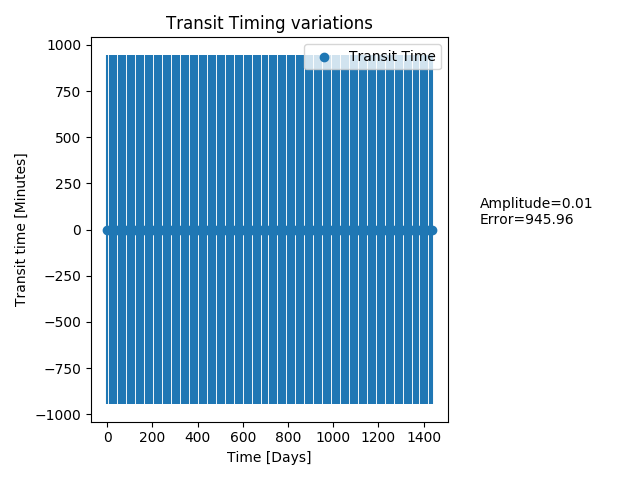 Transit Timing variations
Transit Time
1000
750
500
250
0
−250
−500
−750
−1000
Transit time [Minutes]
0 200 400 600 800 1000 1200 1400
Time [Days]
Amplitude=0.01
Error=945.96